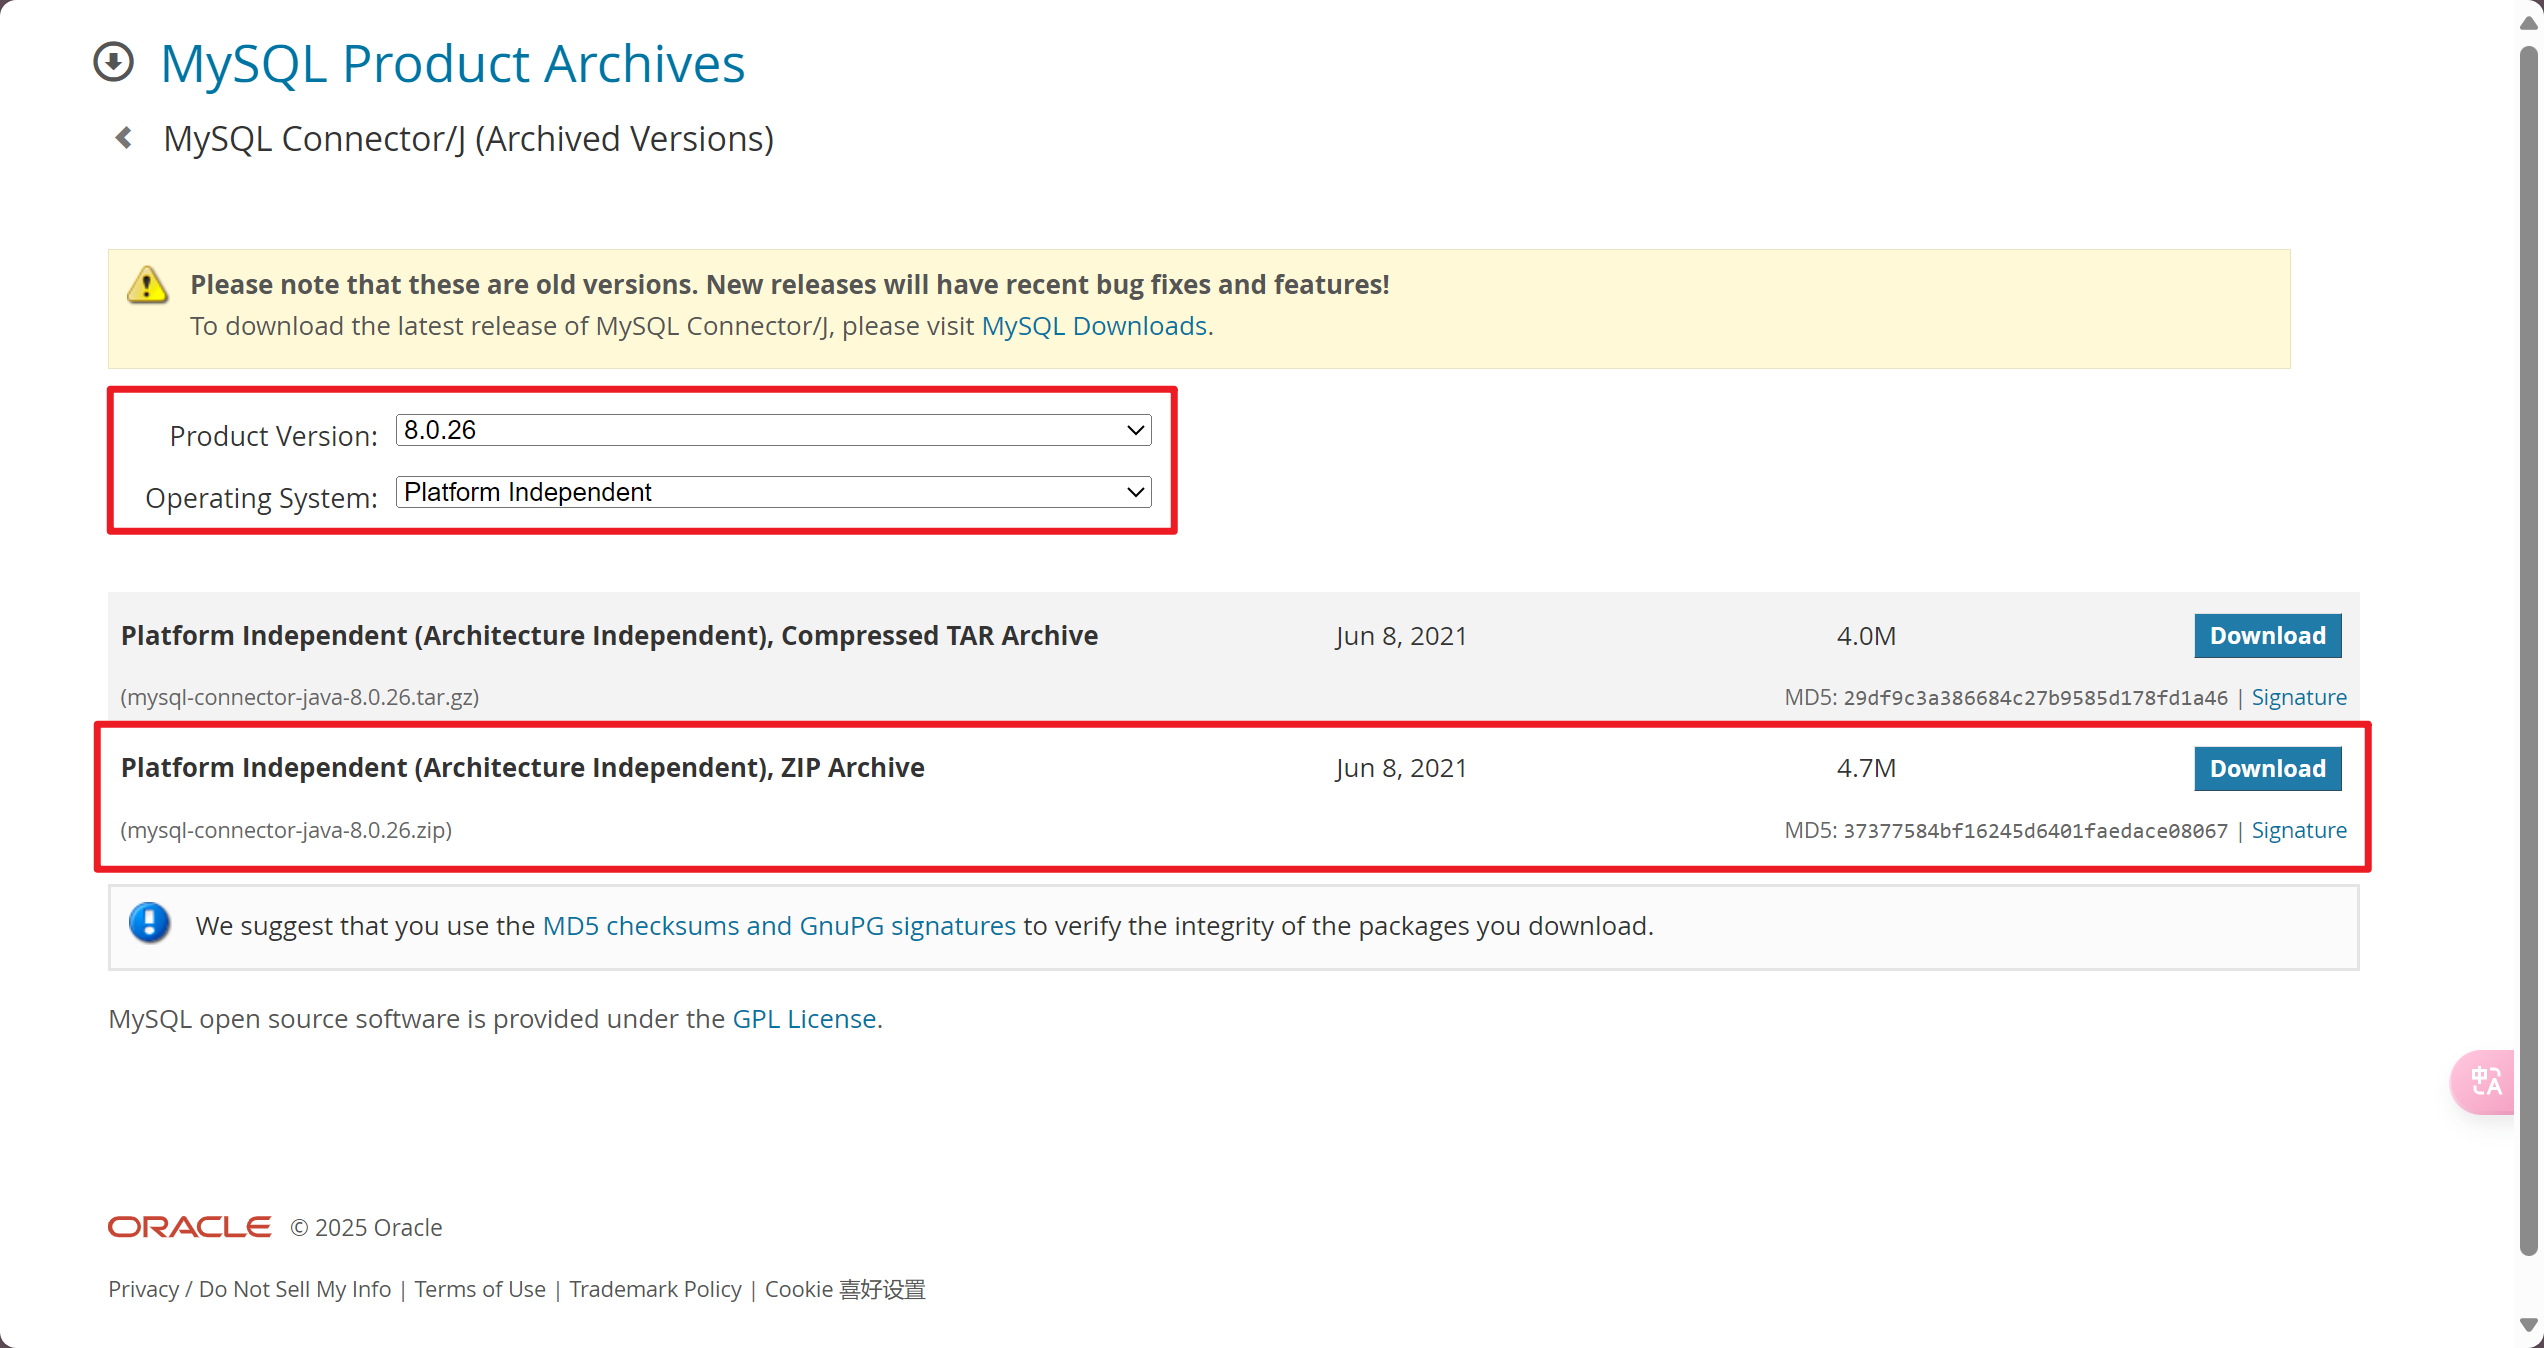 MySQL Product Archives
MySQL Connector/J (Archived Versions)
Please note that these are old versions. New releases will have recent bug fixes and features!
To download the latest release of MySQL Connector/J, please visit MySQL Downloads.
Product Version: 8.0.26
Operating System: Platform Independent
Platform Independent (Architecture Independent), Compressed TAR Archive Jun 8, 2021 4.0M Download
(mysql-connector-java-8.0.26.tar.gz) MD5: 29df9c3a386684c27b9585d178fd1a46 | Signature
Platform Independent (Architecture Independent), ZIP Archive Jun 8, 2021 4.7M Download
(mysql-connector-java-8.0.26.zip) MD5: 37377584bf16245d6401faedace08067 | Signature
We suggest that you use the MD5 checksums and GnuPG signatures to verify the integrity of the packages you download.
MySQL open source software is provided under the GPL License.
中A
ORACLE © 2025 Oracle
Privacy / Do Not Sell My Info | Terms of Use | Trademark Policy | Cookie 喜好设置